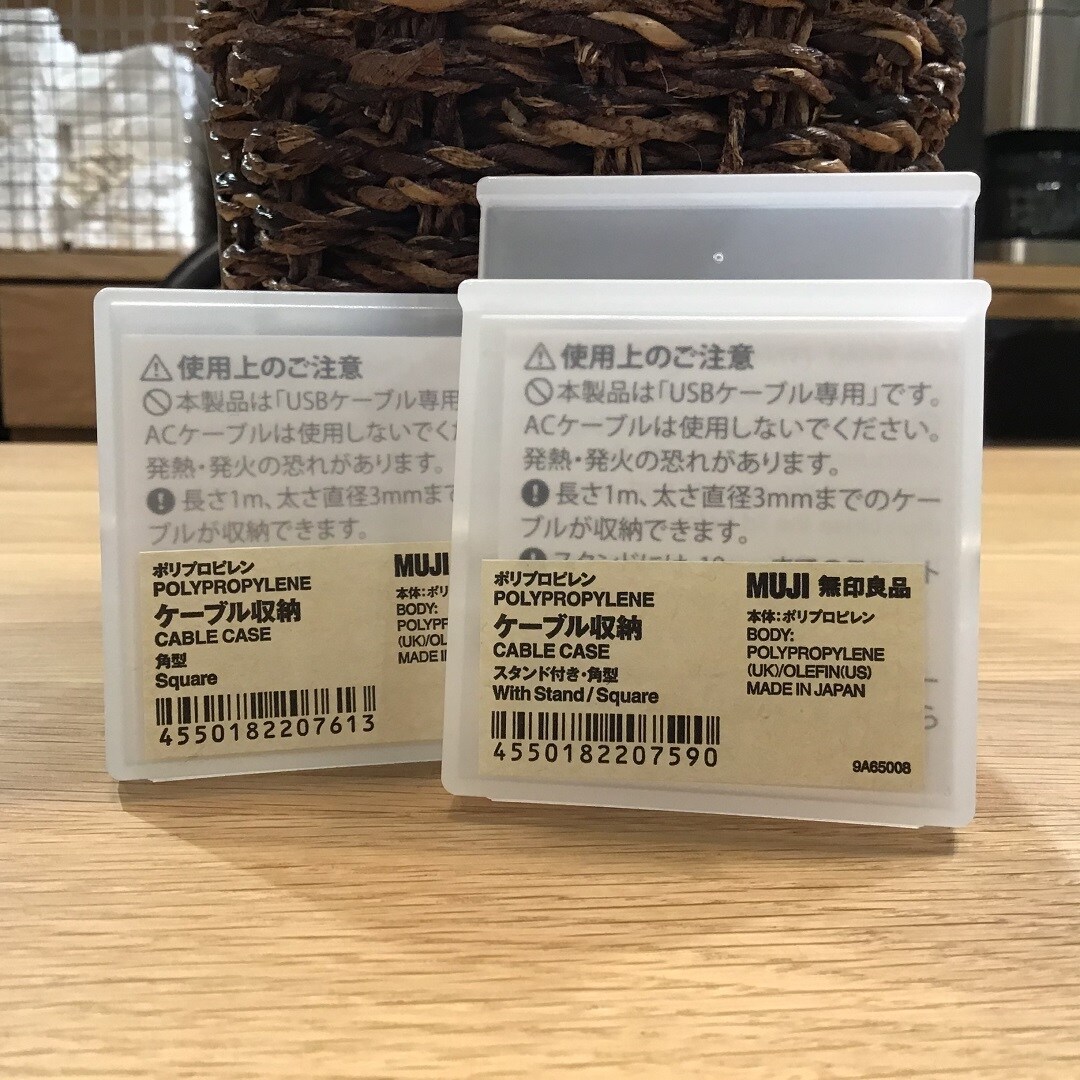 ⚠使用上のご注意
本製品は「USBケーブル専用
ACケーブルは使用しないでくだ
発熱・発火の恐れがあります。
長さ1m、太さ直径3mmまで
ブルが収納できます。
ポリプロピレン
POLYPROPYLENE
ケーブル収納
CABLE CASE
角型
Square
4550182207613
MUJI
本体:ポリ
BODY:
POLYPR
(UK)/OLE
MADE I
⚠使用上のご注意
本製品は「USBケーブル専用」です。
ACケーブルは使用しないでください。
発熱・発火の恐れがあります。
長さ1m、太さ直径3mmまでのケー
ブルが収納できます。
ポリプロピレン
POLYPROPYLENE
ケーブル収納
CABLE CASE
スタンド付き・角型
With Stand / Square
4550182207590
MUJI 無印良品
本体:ポリプロピレン
BODY:
POLYPROPYLENE
(UK)/OLEFIN(US)
MADE IN JAPAN
9A65008